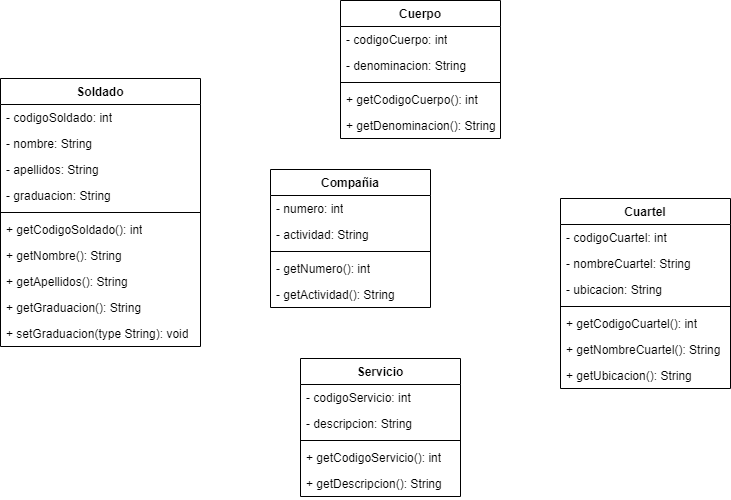 Cuerpo
- codigoCuerpo: int
- denominacion: String
+ getCodigoCuerpo(): int
+ getDenominacion(): String
Soldado
- codigoSoldado: int
- nombre: String
- apellidos: String
- graduacion: String
+ getCodigoSoldado(): int
+ getNombre(): String
+ getApellidos(): String
+ getGraduacion(): String
+ setGraduacion(type String): void
Compañia
- numero: int
- actividad: String
- getNumero(): int
- getActividad(): String
Cuartel
- codigoCuartel: int
- nombreCuartel: String
- ubicacion: String
+ getCodigoCuartel(): int
+ getNombreCuartel(): String
+ getUbicacion(): String
Servicio
- codigoServicio: int
- descripcion: String
+ getCodigoServicio(): int
+ getDescripcion(): String